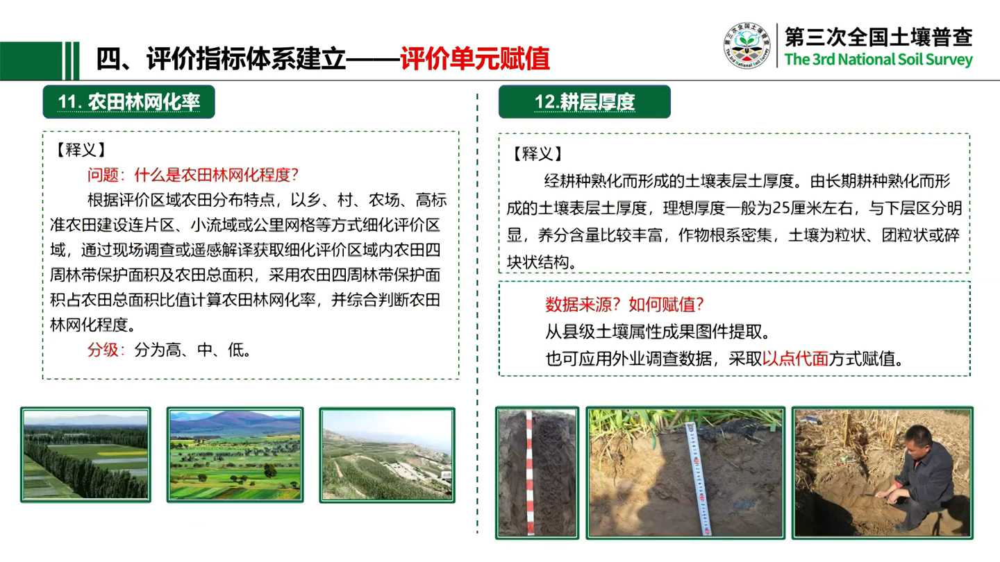 四、评价指标体系建立——评价单元赋值
第三次全国土壤普查
The 3rd National Soil Survey
11. 农田林网化率
【释义】
问题：什么是农田林网化程度？
根据评价区域农田分布特点，以乡、村、农场、高标
准农田建设连片区、小流域或公里网格等方式细化评价区
域，通过现场调查或遥感解译获取细化评价区域内农田四
周林带保护面积及农田总面积，采用农田四周林带保护面
积占农田总面积比值计算农田林网化率，并综合判断农田
林网化程度。
分级：分为高、中、低。
12.耕层厚度
【释义】
经耕种熟化而形成的土壤表层土厚度。由长期耕种熟化而形
成的土壤表层土厚度，理想厚度一般为25厘米左右，与下层区分明
显，养分含量比较丰富，作物根系密集，土壤为粒状、团粒状或碎
块状结构。
数据来源？如何赋值？
从县级土壤属性成果图件提取。
也可应用外业调查数据，采取以点代面方式赋值。